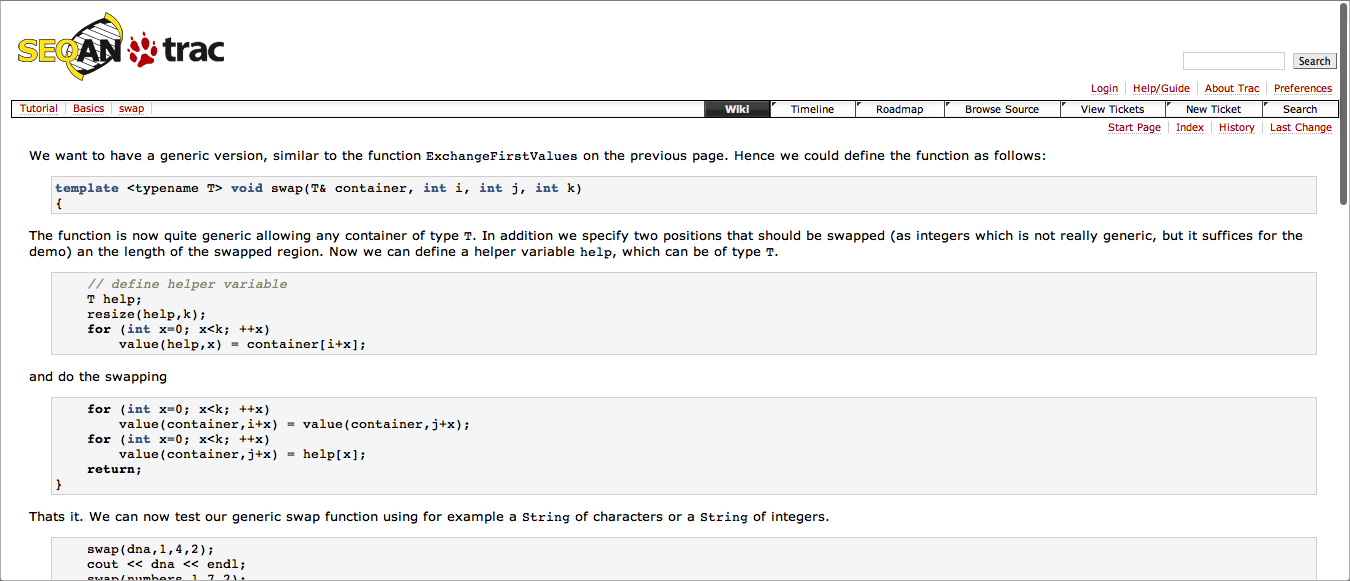 SEQAN trac
Search
Login Help/Guide About Trac Preferences
Tutorial Basics swap Wiki Timeline Roadmap Browse Source View Tickets New Ticket Search
Start Page Index History Last Change
We want to have a generic version, similar to the function ExchangeFirstValues on the previous page. Hence we could define the function as follows:
template <typename T> void swap(T& container, int i, int j, int k)
{
The function is now quite generic allowing any container of type T. In addition we specify two positions that should be swapped (as integers which is not really generic, but it suffices for the
demo) an the length of the swapped region. Now we can define a helper variable help, which can be of type T.
// define helper variable
T help;
resize(help,k);
for (int x=0; x<k; ++x)
value(help,x) = container[i+x];
and do the swapping
for (int x=0; x<k; ++x)
value(container,i+x) = value(container,j+x);
for (int x=0; x<k; ++x)
value(container,j+x) = help[x];
return;
}
Thats it. We can now test our generic swap function using for example a String of characters or a String of integers.
swap(dna,1,4,2);
cout << dna << endl;
swap(numbers,1,7,2);